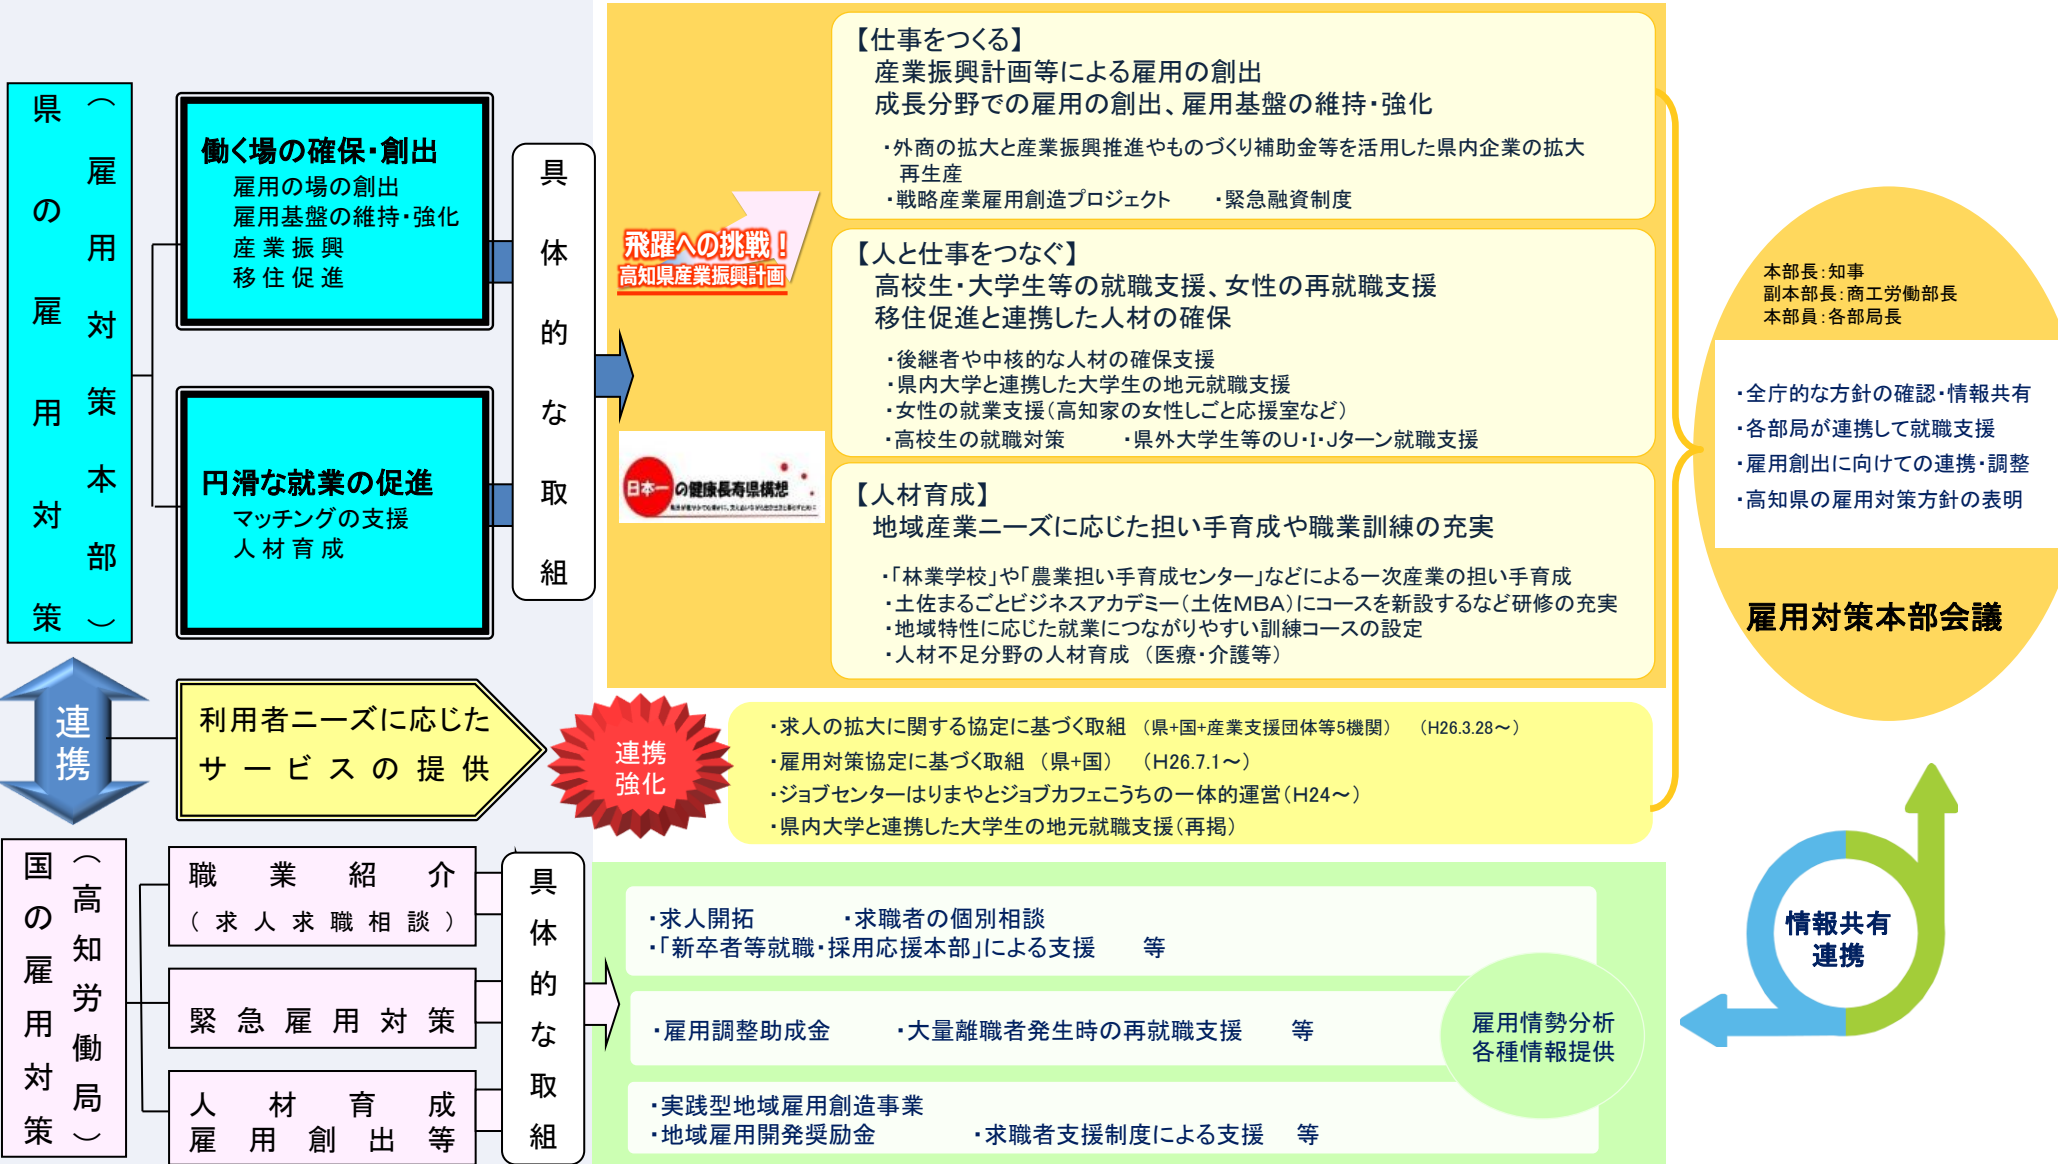 県の雇用対策
（雇用対策本部）
働く場の確保・創出
雇用の場の創出
雇用基盤の維持・強化
産業振興
移住促進
円滑な就業の促進
マッチングの支援
人材育成
具体的な取組
飛躍への挑戦！
高知県産業振興計画
日本一の健康長寿県構想
【仕事をつくる】
産業振興計画等による雇用の創出
成長分野での雇用の創出、雇用基盤の維持・強化
・外商の拡大と産業振興推進やものづくり補助金等を活用した県内企業の拡大
再生産
・戦略産業雇用創造プロジェクト　・緊急融資制度
【人と仕事をつなぐ】
高校生・大学生等の就職支援、女性の再就職支援
移住促進と連携した人材の確保
・後継者や中核的な人材の確保支援
・県内大学と連携した大学生の地元就職支援
・女性の就業支援（高知家の女性しごと応援室など）
・高校生の就職対策　・県外大学生等のU・I・Jターン就職支援
【人材育成】
地域産業ニーズに応じた担い手育成や職業訓練の充実
・「林業学校」や「農業担い手育成センター」などによる一次産業の担い手育成
・土佐まるごとビジネスアカデミー（土佐MBA）にコースを新設するなど研修の充実
・地域特性に応じた就業につながりやすい訓練コースの設定
・人材不足分野の人材育成　（医療・介護等）
本部長：知事
副本部長：商工労働部長
本部員：各部局長
・全庁的な方針の確認・情報共有
・各部局が連携して就職支援
・雇用創出に向けての連携・調整
・高知県の雇用対策方針の表明
雇用対策本部会議
連携
利用者ニーズに応じた
サービスの提供
連携
強化
・求人の拡大に関する協定に基づく取組　（県+国+産業支援団体等5機関）　（H26.3.28～）
・雇用対策協定に基づく取組　（県+国）　（H26.7.1～）
・ジョブセンターはりまやとジョブカフェこうちの一体的運営（H24～）
・県内大学と連携した大学生の地元就職支援（再掲）
国の雇用対策
（高知労働局）
職業紹介
（求人求職相談）
緊急雇用対策
人材育成
雇用創出等
具体的な取組
・求人開拓　・求職者の個別相談
・「新卒者等就職・採用応援本部」による支援　等
・雇用調整助成金　・大量離職者発生時の再就職支援　等
・実践型地域雇用創造事業
・地域雇用開発奨励金　・求職者支援制度による支援　等
雇用情勢分析
各種情報提供
情報共有
連携